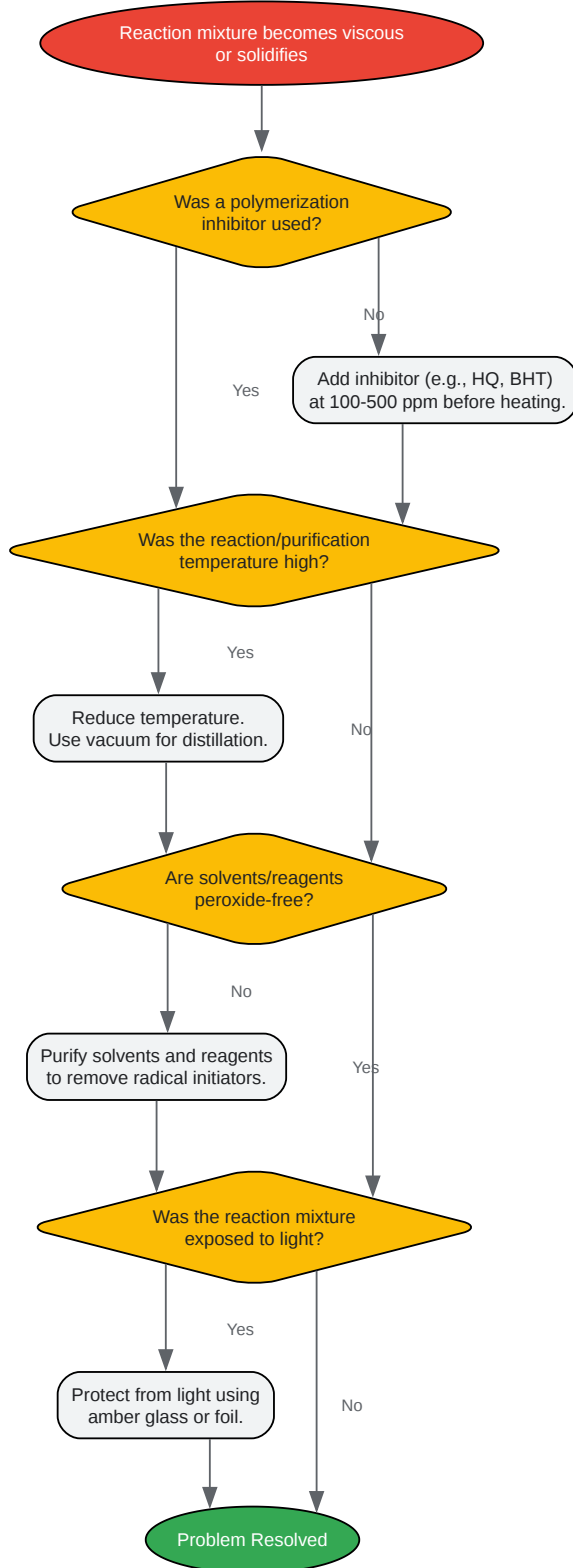 Reaction mixture becomes viscous
or solidifies
Was a polymerization
inhibitor used?
No
Add inhibitor (e.g., HQ, BHT)
at 100-500 ppm before heating.
Yes
Was the reaction/purification
temperature high?
Yes
Reduce temperature.
Use vacuum for distillation.
No
Are solvents/reagents
peroxide-free?
No
Purify solvents and reagents
to remove radical initiators.
Yes
Was the reaction mixture
exposed to light?
Yes
Protect from light using
amber glass or foil.
No
Problem Resolved